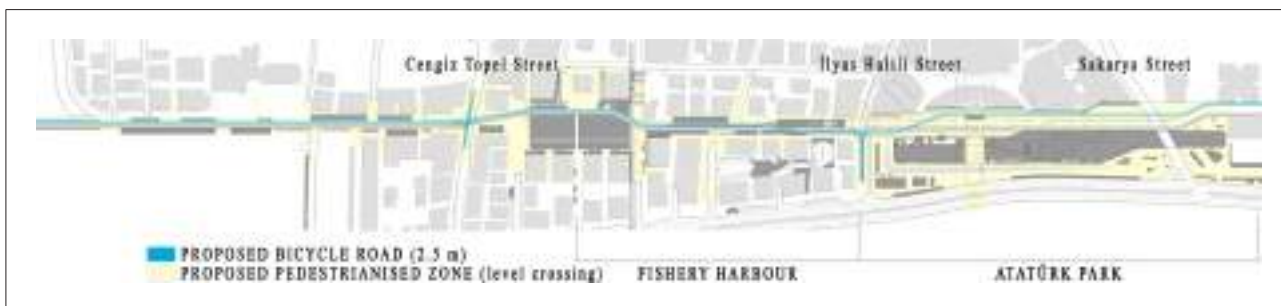 Cengiz Topel Street
İlyas Halili Street
Sakarya Street
PROPOSED BICYCLE ROAD (2.5 m)
PROPOSED PEDESTRIANISED ZONE (level crossing)
FISHERY HARBOUR
ATATÜRK PARK